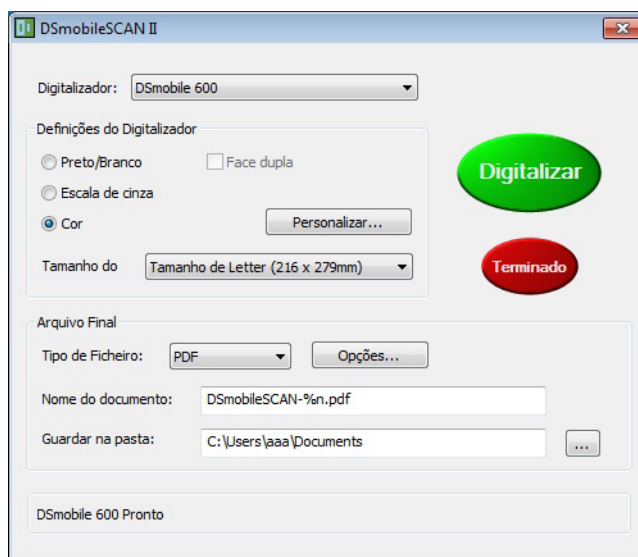 DSmobileSCAN II
Digitalizador: DSmobile 600
Definições do Digitalizador
Preto/Branco Face dupla
Digitalizar
Escala de cinza
Cor Personalizar...
Tamanho do Tamanho de Letter (216 x 279mm)
Terminado
Arquivo Final
Tipo de Ficheiro: PDF Opções...
Nome do documento: DSmobileSCAN-%n.pdf
Guardar na pasta: C:\Users\aaa\Documents ...
DSmobile 600 Pronto